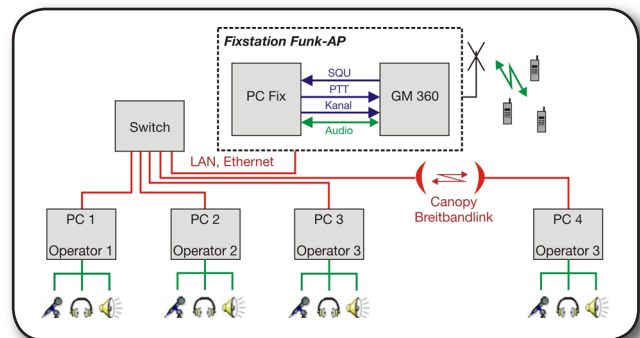 Fixstation Funk-AP
PC Fix
SQU
PTT
Kanal
Audio
GM 360
Switch
LAN, Ethernet
Canopy
Breitbandlink
PC 1
Operator 1
PC 2
Operator 2
PC 3
Operator 3
PC 4
Operator 3